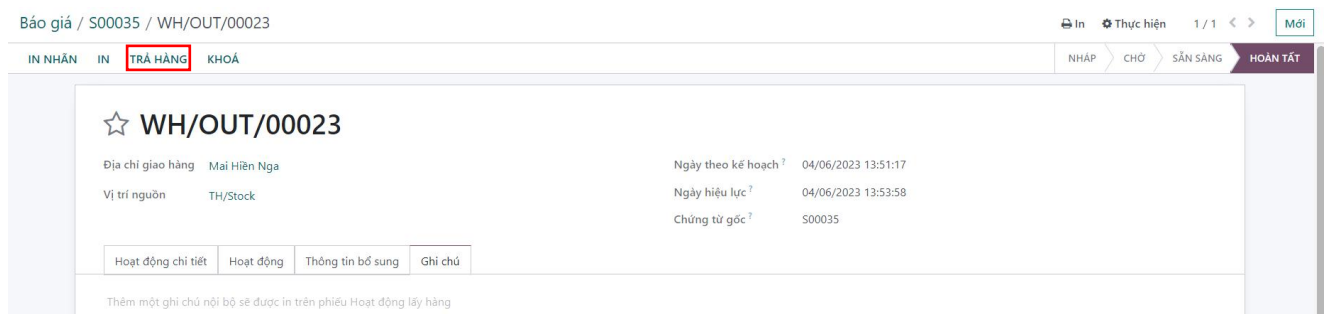 Báo giá / S00035 / WH/OUT/00023
In Thực hiện 1 / 1 Mới
IN NHÃN IN TRẢ HÀNG KHOÁ
NHÁP CHỜ SẴN SÀNG HOÀN TẤT
WH/OUT/00023
Địa chỉ giao hàng Mai Hiền Nga
Ngày theo kế hoạch ? 04/06/2023 13:51:17
Vị trí nguồn TH/Stock
Ngày hiệu lực ? 04/06/2023 13:53:58
Chứng từ gốc ? S00035
Hoạt động chi tiết Hoạt động Thông tin bổ sung Ghi chú
Thêm một ghi chú nội bộ sẽ được in trên phiếu Hoạt động lấy hàng